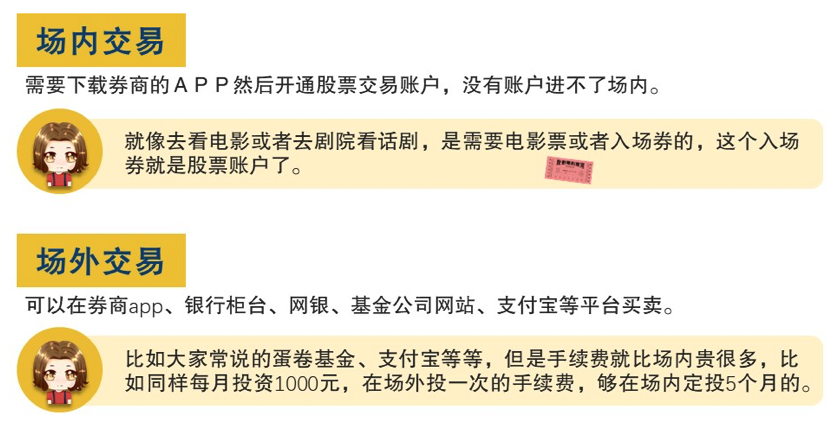 场内交易
需要下载券商的ＡＰＰ然后开通股票交易账户，没有账户进不了场内。
就像去看电影或者去剧院看话剧，是需要电影票或者入场券的，这个入场
券就是股票账户了。
场外交易
可以在券商app、银行柜台、网银、基金公司网站、支付宝等平台买卖。
比如大家常说的蛋卷基金、支付宝等等，但是手续费就比场内贵很多，比
如同样每月投资1000元，在场外投一次的手续费，够在场内定投5个月的。